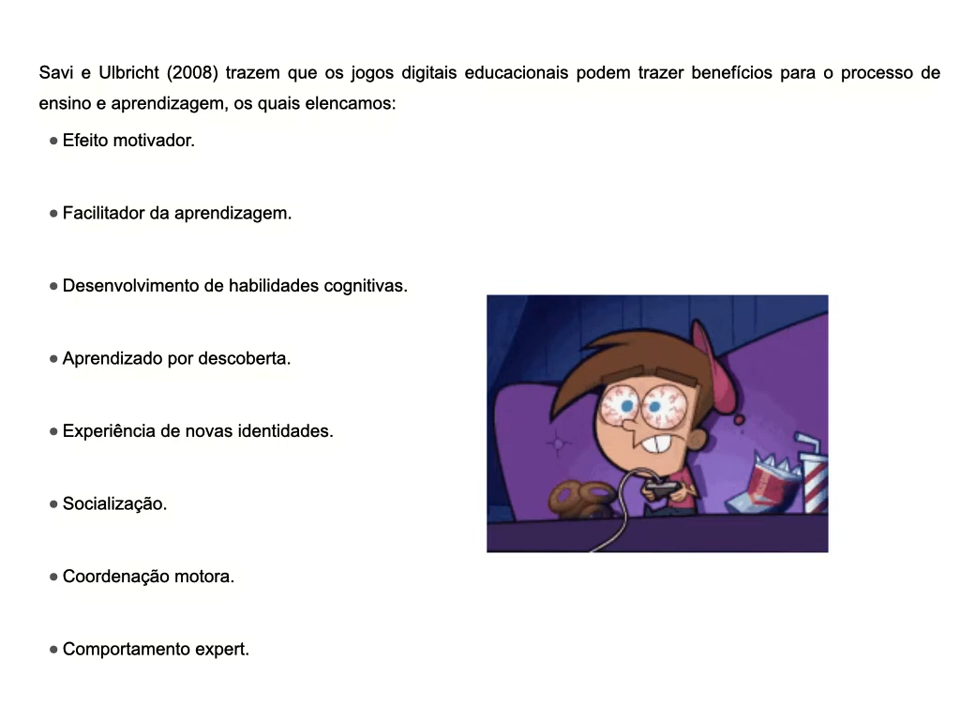 Savi e Ulbricht (2008) trazem que os jogos digitais educacionais podem trazer benefícios para o processo de
ensino e aprendizagem, os quais elencamos:
● Efeito motivador.
● Facilitador da aprendizagem.
● Desenvolvimento de habilidades cognitivas.
● Aprendizado por descoberta.
● Experiência de novas identidades.
● Socialização.
● Coordenação motora.
● Comportamento expert.